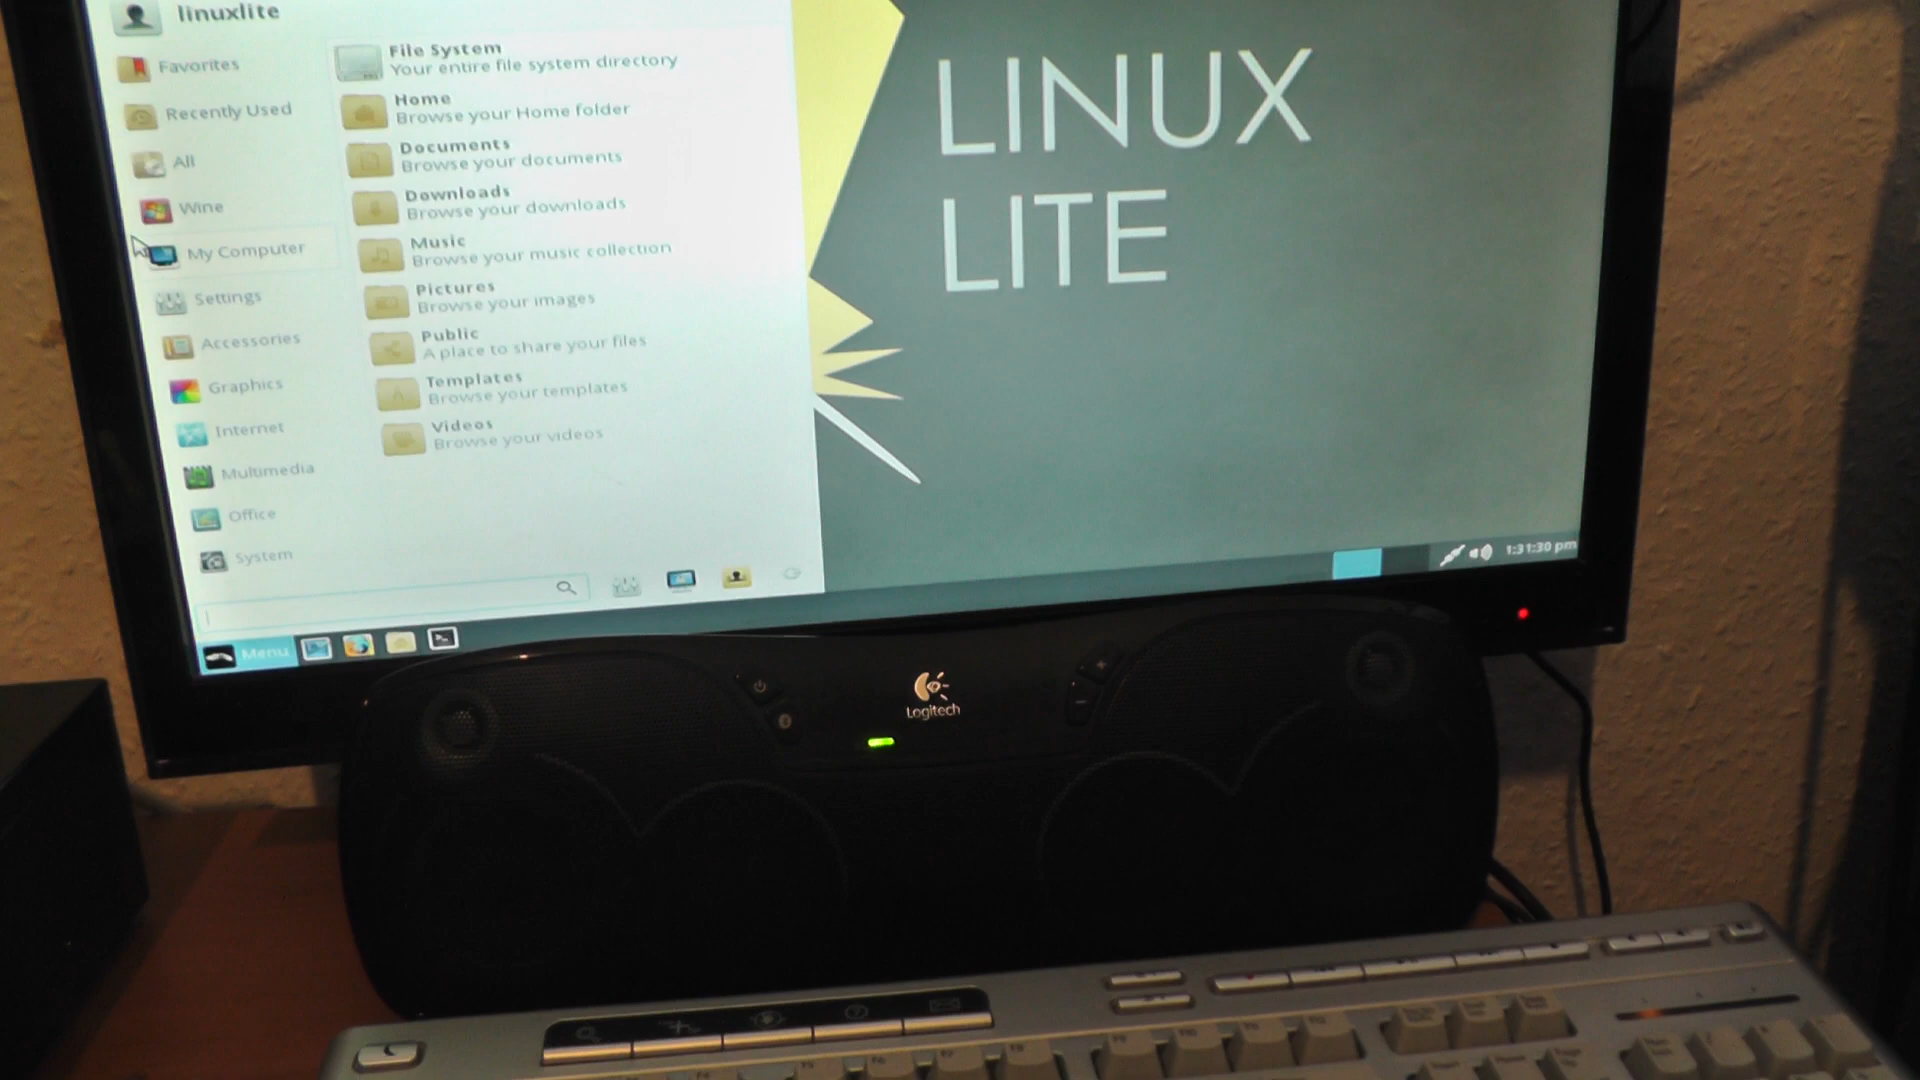 linuxlite
Favorites
Recently Used
All
Wine
My Computer
Settings
Accessories
Graphics
Internet
Multimedia
Office
System
File System
Your entire file system directory
Home
Browse your Home folder
Documents
Browse your documents
Downloads
Browse your downloads
Music
Browse your music collection
Pictures
Browse your images
Public
A place to share your files
Templates
Browse your templates
Videos
Browse your videos
LINUX
LITE
Menu
1:31:30 pm
Logitech